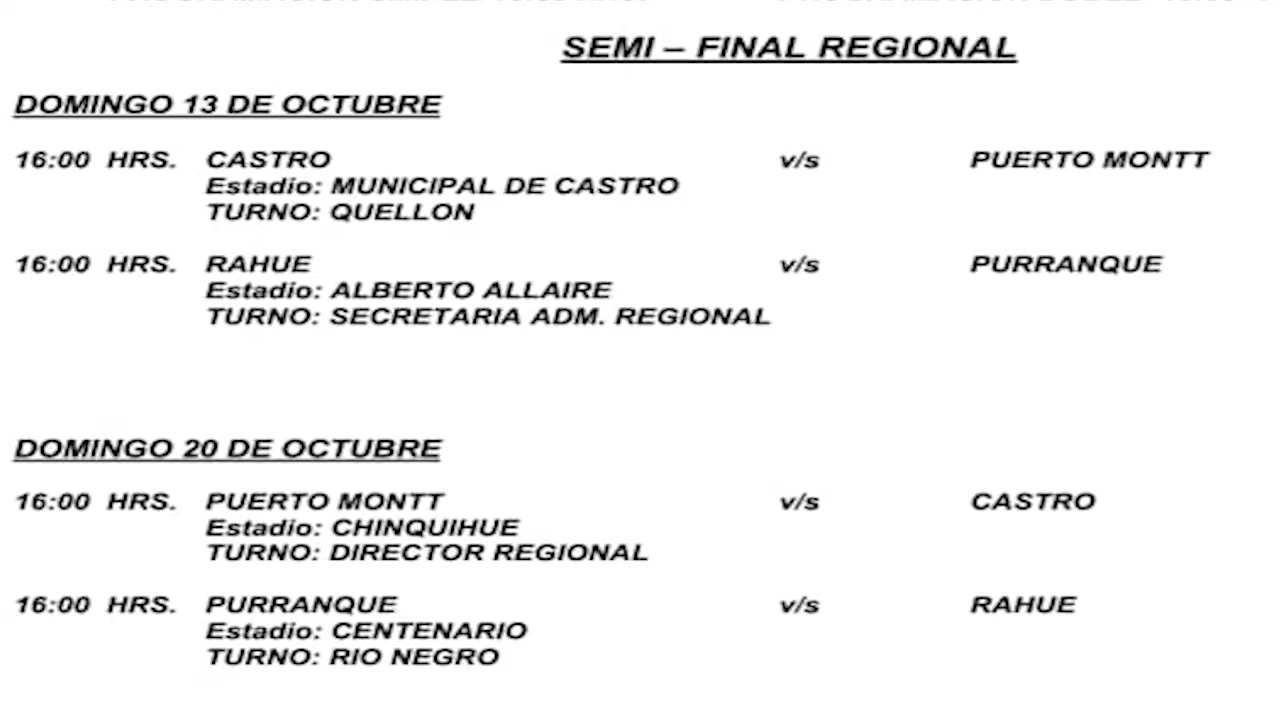 SEMI – FINAL REGIONAL
DOMINGO 13 DE OCTUBRE
16:00 HRS. CASTRO v/s PUERTO MONTT
Estadio: MUNICIPAL DE CASTRO
TURNO: QUELLON
16:00 HRS. RAHUE v/s PURRANQUE
Estadio: ALBERTO ALLAIRE
TURNO: SECRETARIA ADM. REGIONAL
DOMINGO 20 DE OCTUBRE
16:00 HRS. PUERTO MONTT v/s CASTRO
Estadio: CHINQUIHUE
TURNO: DIRECTOR REGIONAL
16:00 HRS. PURRANQUE v/s RAHUE
Estadio: CENTENARIO
TURNO: RIO NEGRO